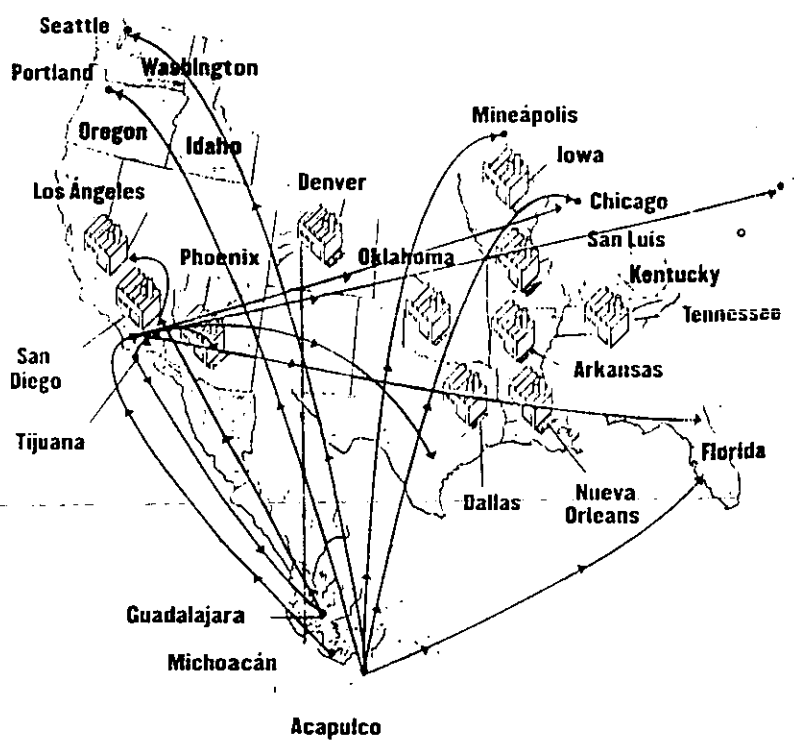 Seattle
Washington
Portland
Oregon
Idaho
Mineápolis
Iowa
Los Ángeles
Denver
Chicago
Phoenix
Oklahoma
San Luis
Kentucky
Tennessee
San
Diego
Arkansas
Tijuana
Florida
Dallas
Nueva
Orleans
Guadalajara
Michoacán
Acapulco